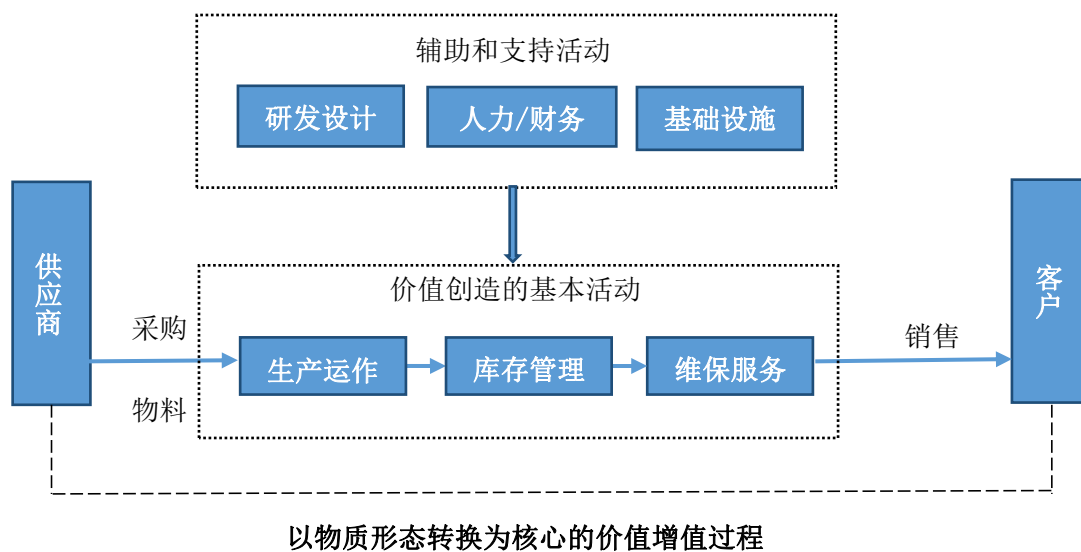 辅助和支持活动
研发设计
人力/财务
基础设施
供应商
价值创造的基本活动
客户
采购
销售
生产运作
库存管理
维保服务
物料
以物质形态转换为核心的价值增值过程